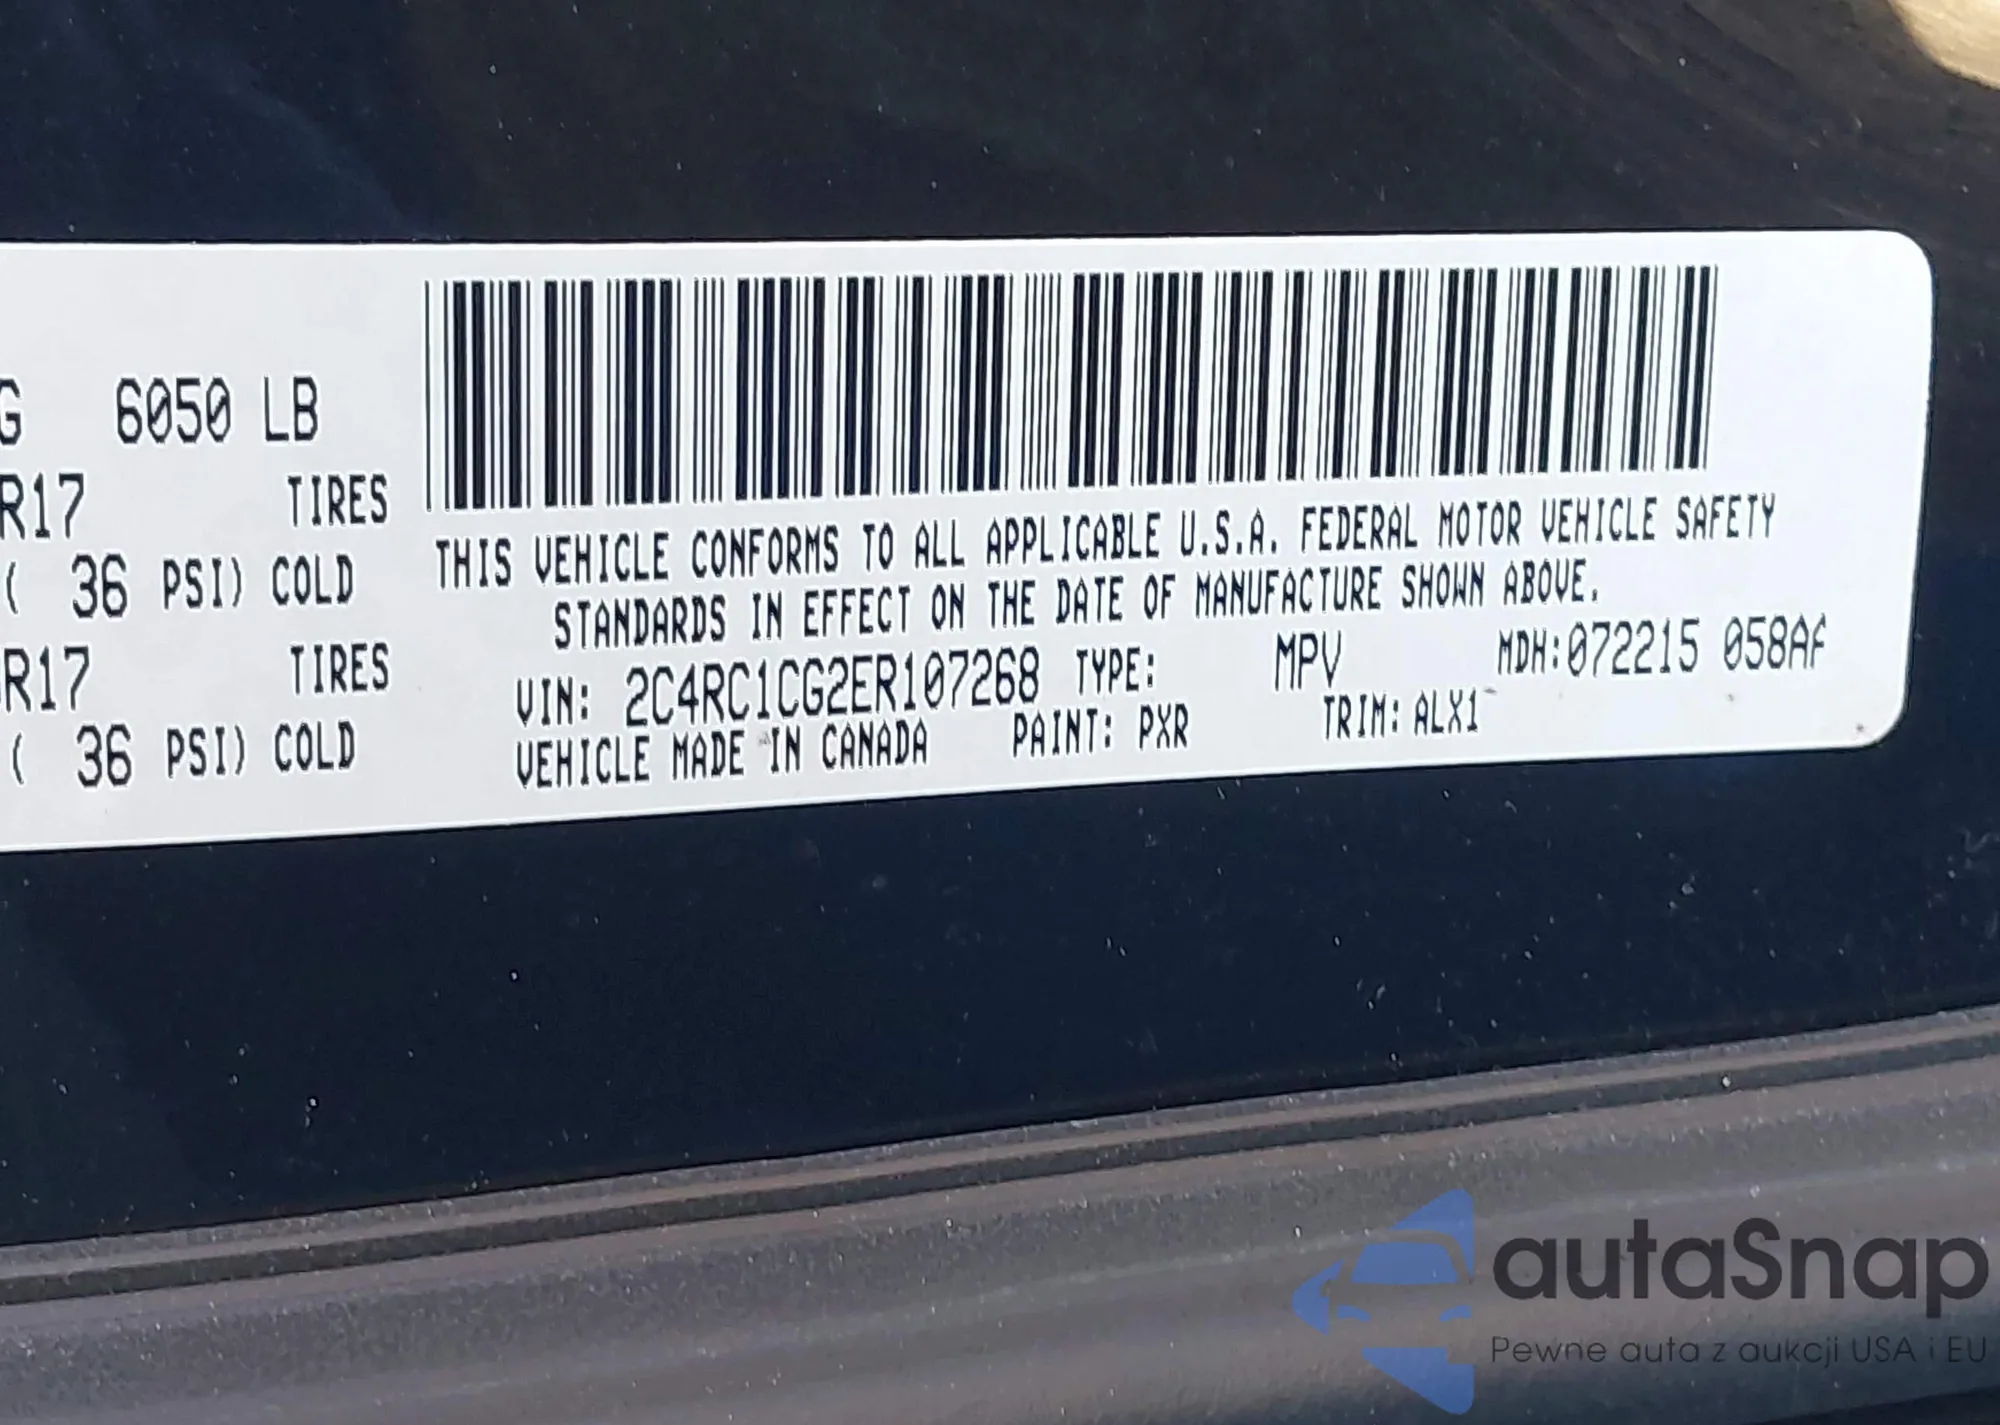 G 6050 LB
R17 TIRES
( 36 PSI) COLD
R17 TIRES
( 36 PSI) COLD
THIS VEHICLE CONFORMS TO ALL APPLICABLE U.S.A. FEDERAL MOTOR VEHICLE SAFETY
STANDARDS IN EFFECT ON THE DATE OF MANUFACTURE SHOWN ABOVE.
VIN: 2C4RC1CG2ER107268 TYPE: MPV MDH:072215 058AF
VEHICLE MADE IN CANADA PAINT: PXR TRIM: ALX1
autaSnap
Pewne auta z aukcji USA i EU